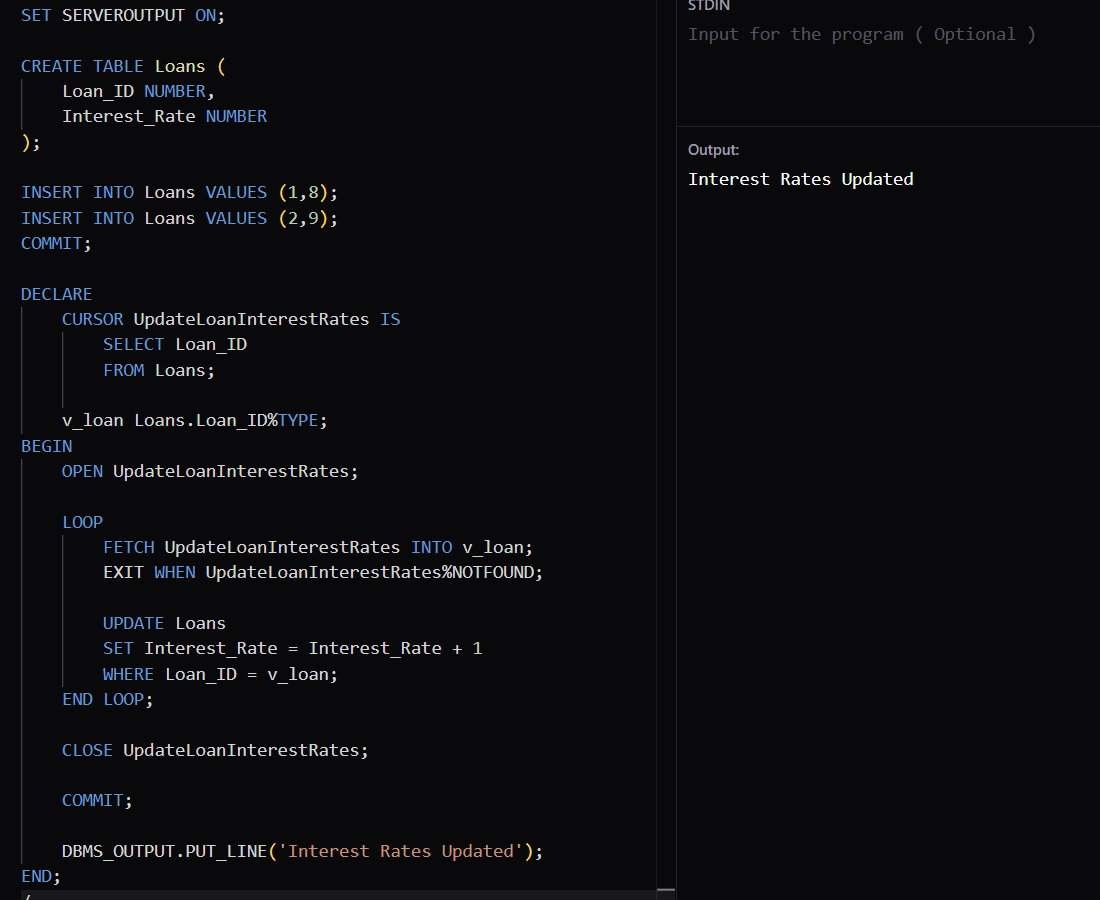 SET SERVEROUTPUT ON;
CREATE TABLE Loans (
Loan_ID NUMBER,
Interest_Rate NUMBER
);
INSERT INTO Loans VALUES (1,8);
INSERT INTO Loans VALUES (2,9);
COMMIT;
DECLARE
CURSOR UpdateLoanInterestRates IS
SELECT Loan_ID
FROM Loans;
v_loan Loans.Loan_ID%TYPE;
BEGIN
OPEN UpdateLoanInterestRates;
LOOP
FETCH UpdateLoanInterestRates INTO v_loan;
EXIT WHEN UpdateLoanInterestRates%NOTFOUND;
UPDATE Loans
SET Interest_Rate = Interest_Rate + 1
WHERE Loan_ID = v_loan;
END LOOP;
CLOSE UpdateLoanInterestRates;
COMMIT;
DBMS_OUTPUT.PUT_LINE('Interest Rates Updated');
END;
/
STDIN
Input for the program ( Optional )
Output:
Interest Rates Updated